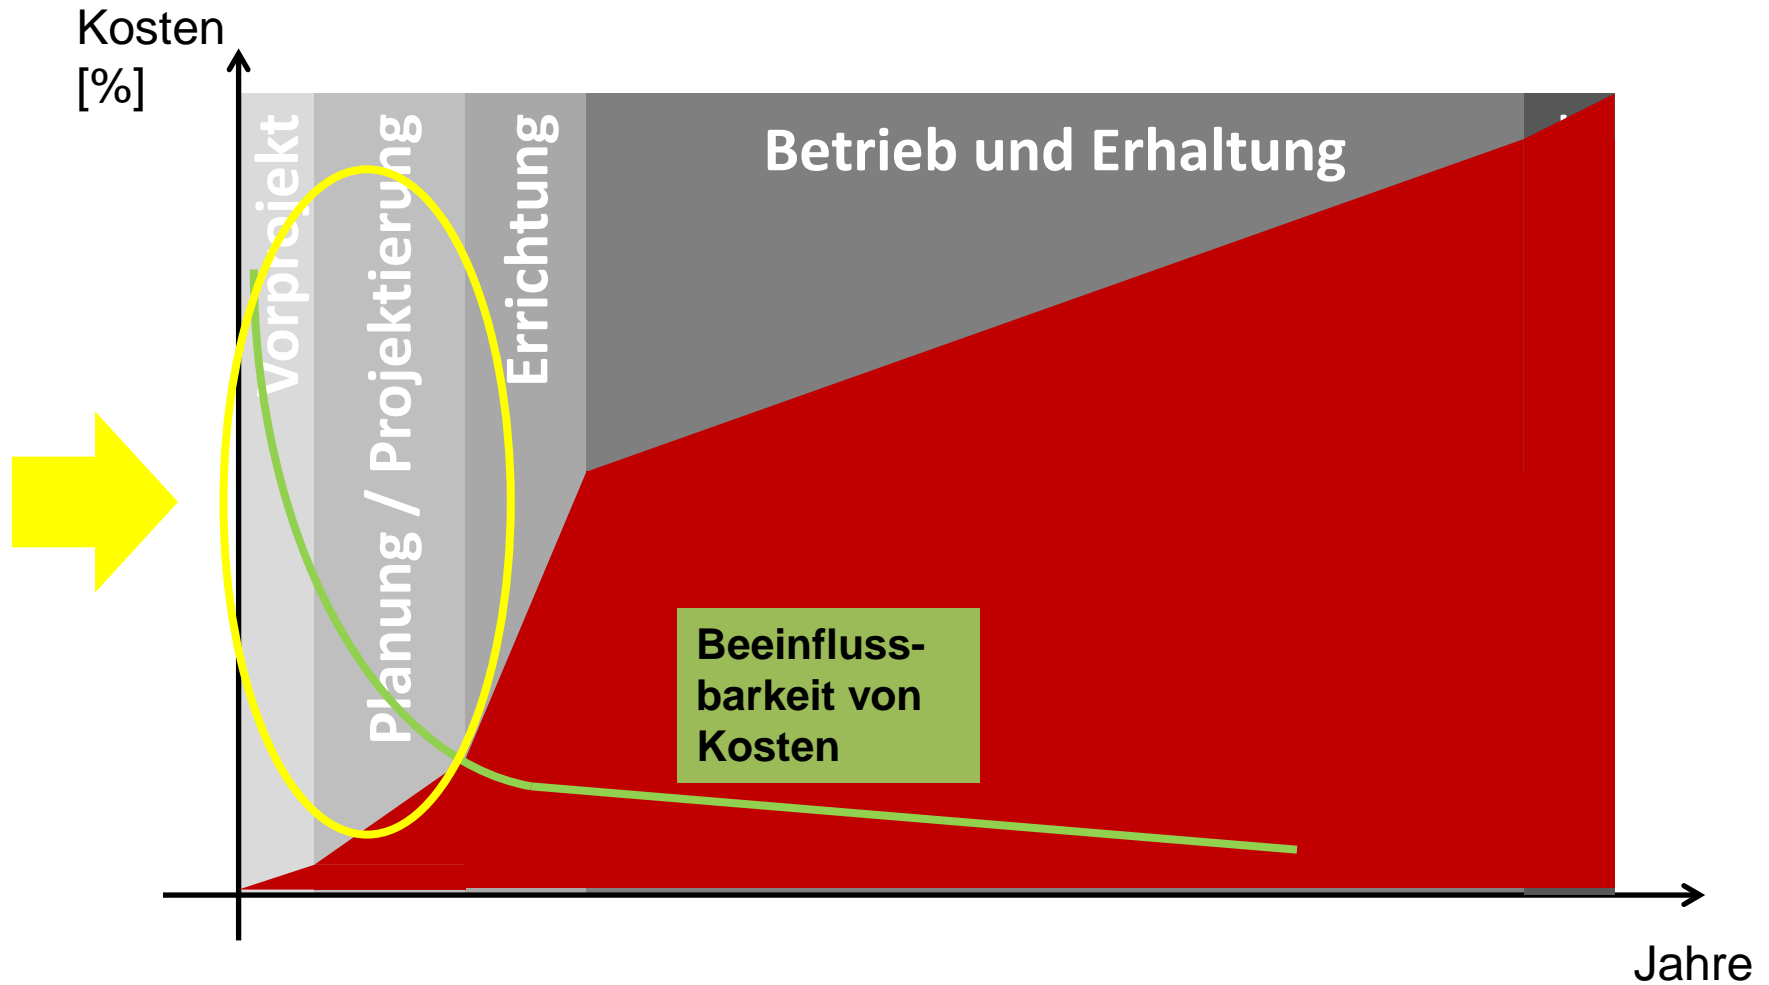 Kosten
[%]
Vorprojekt
Planung / Projektierung
Errichtung
Betrieb und Erhaltung
Beeinfluss-
barkeit von
Kosten
Jahre